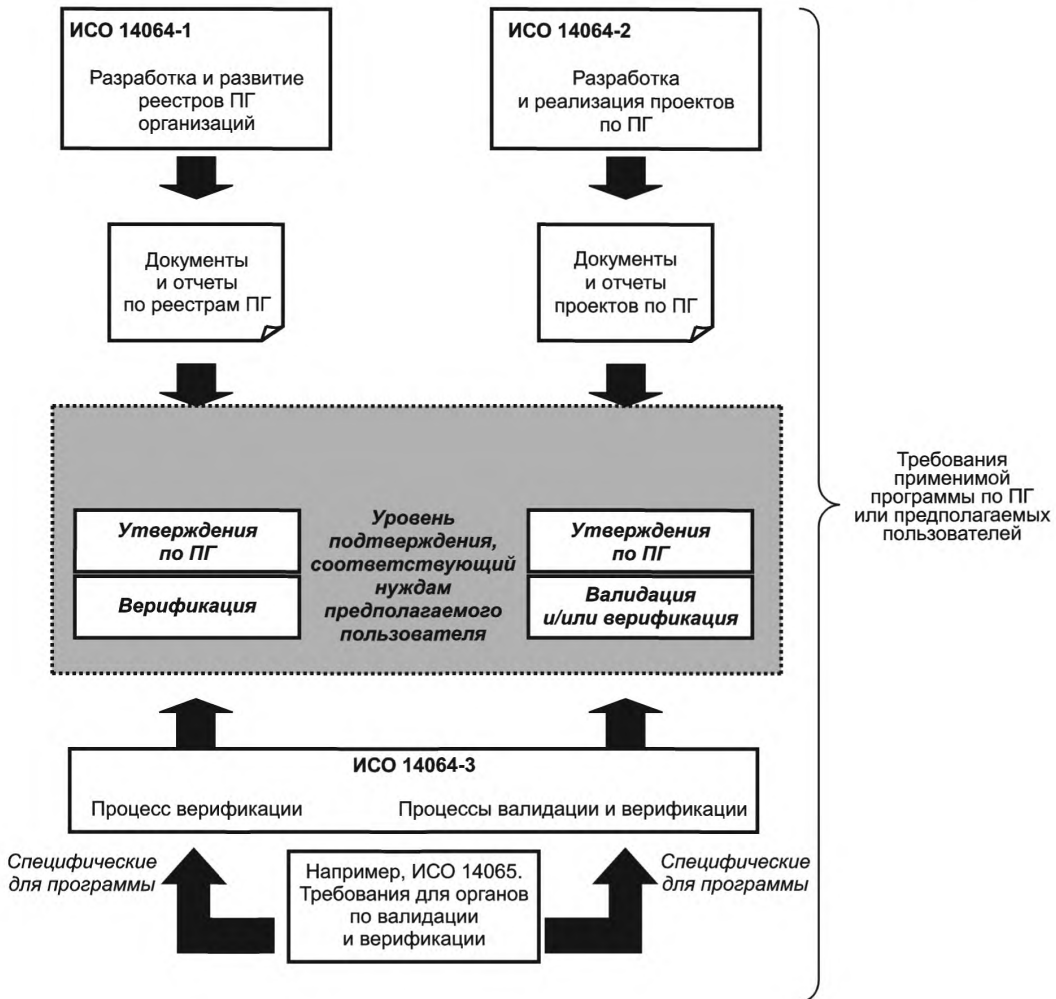 ИСО 14064-1
Разработка и развитие
реестров ПГ
организаций
ИСО 14064-2
Разработка
и реализация проектов
по ПГ
Документы
и отчеты
по реестрам ПГ
Документы
и отчеты
проектов по ПГ
Утверждения
по ПГ
Верификация
Уровень
подтверждения,
соответствующий
нуждам
предполагаемого
пользователя
Утверждения
по ПГ
Валидация
и/или верификация
Требования
применимой
программы по ПГ
или предполагаемых
пользователей
ИСО 14064-3
Процесс верификации
Процессы валидации и верификации
Специфические
для программы
Например, ИСО 14065.
Требования для органов
по валидации
и верификации
Специфические
для программы